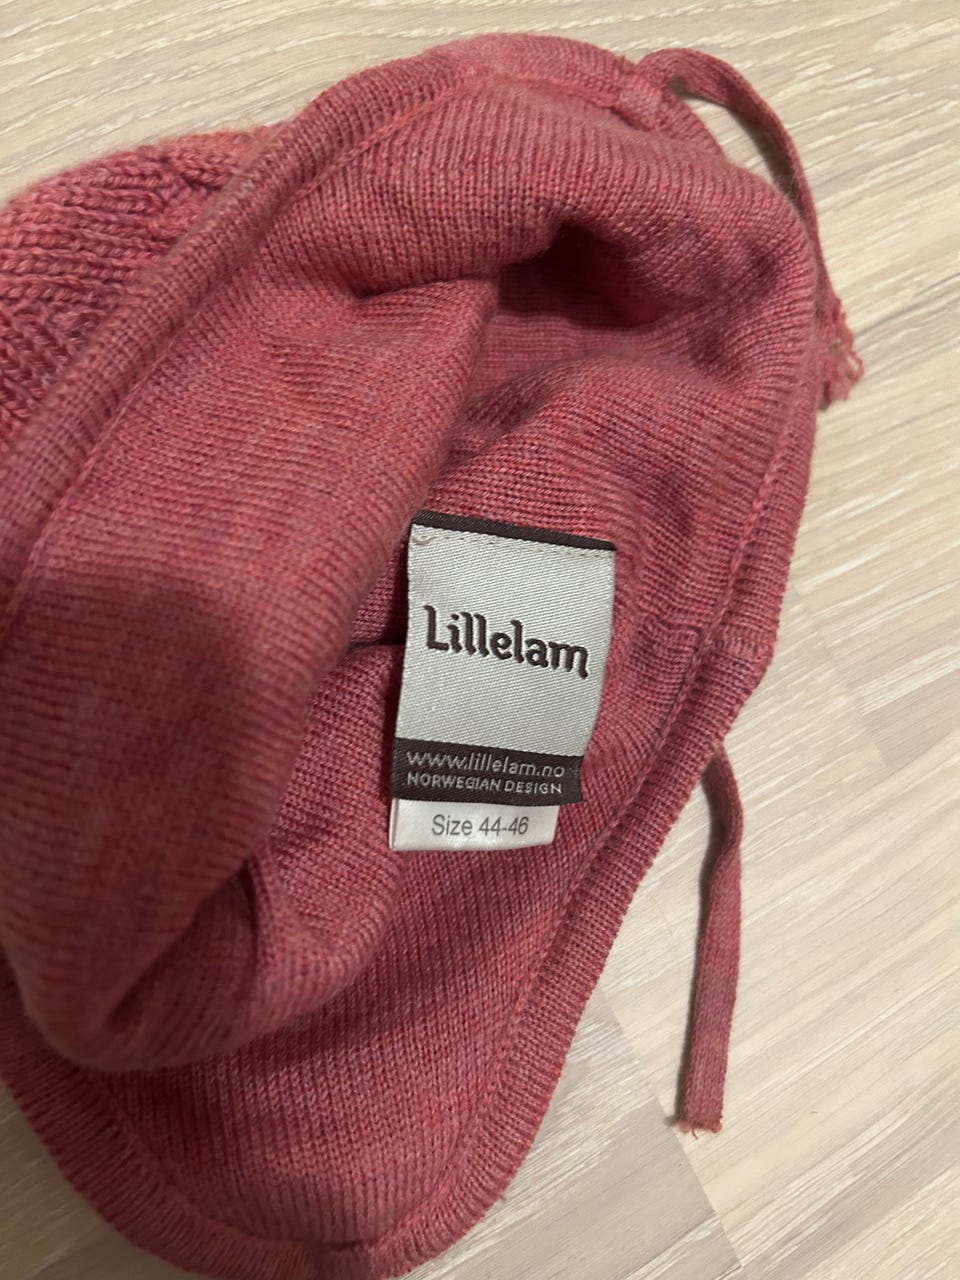 Lillelam
www.lillelam.no
NORWEGIAN DESIGN
Size 44-46